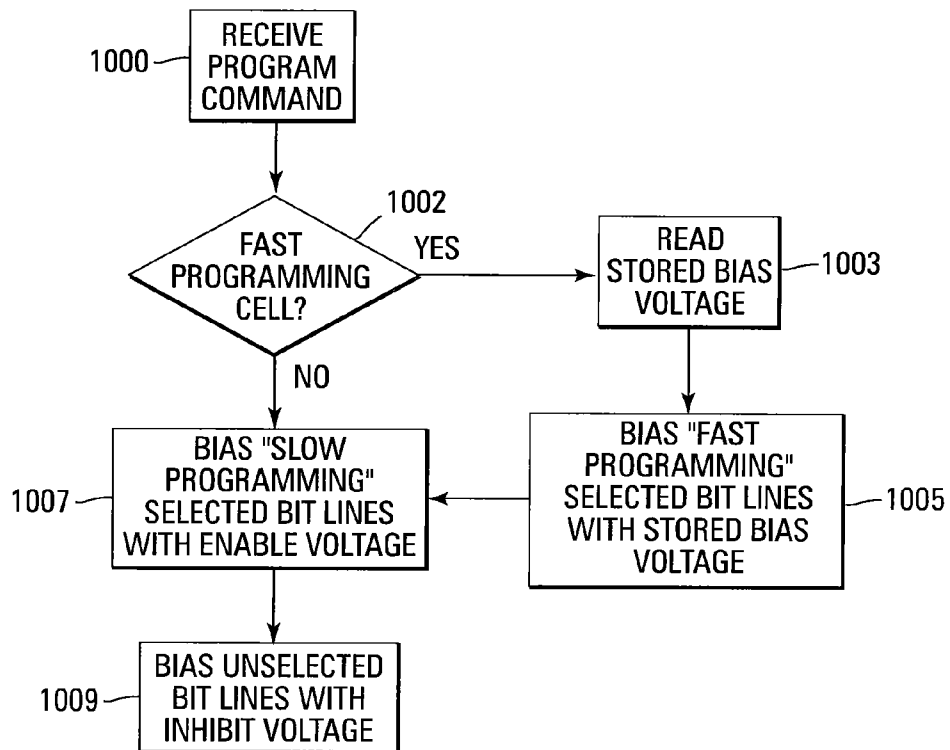 1000
RECEIVE
PROGRAM
COMMAND
1002
FAST
PROGRAMMING
CELL?
YES
NO
READ
STORED BIAS
VOLTAGE
1003
BIAS "FAST
PROGRAMMING"
SELECTED BIT LINES
WITH STORED BIAS
VOLTAGE
1005
1007
BIAS "SLOW
PROGRAMMING"
SELECTED BIT LINES
WITH ENABLE VOLTAGE
1009
BIAS UNSELECTED
BIT LINES WITH
INHIBIT VOLTAGE